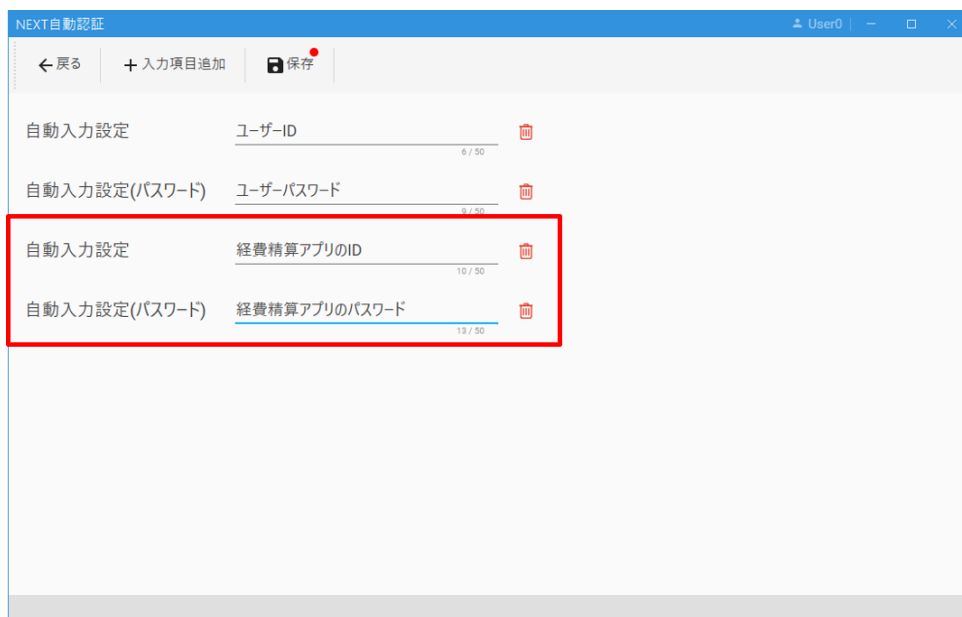 NEXT自動認証 User0
戻る 入力項目追加 保存
自動入力設定 ユーザーID
6 / 50
自動入力設定(パスワード) ユーザーパスワード
9 / 50
自動入力設定 経費精算アプリのID
10 / 50
自動入力設定(パスワード) 経費精算アプリのパスワード
13 / 50